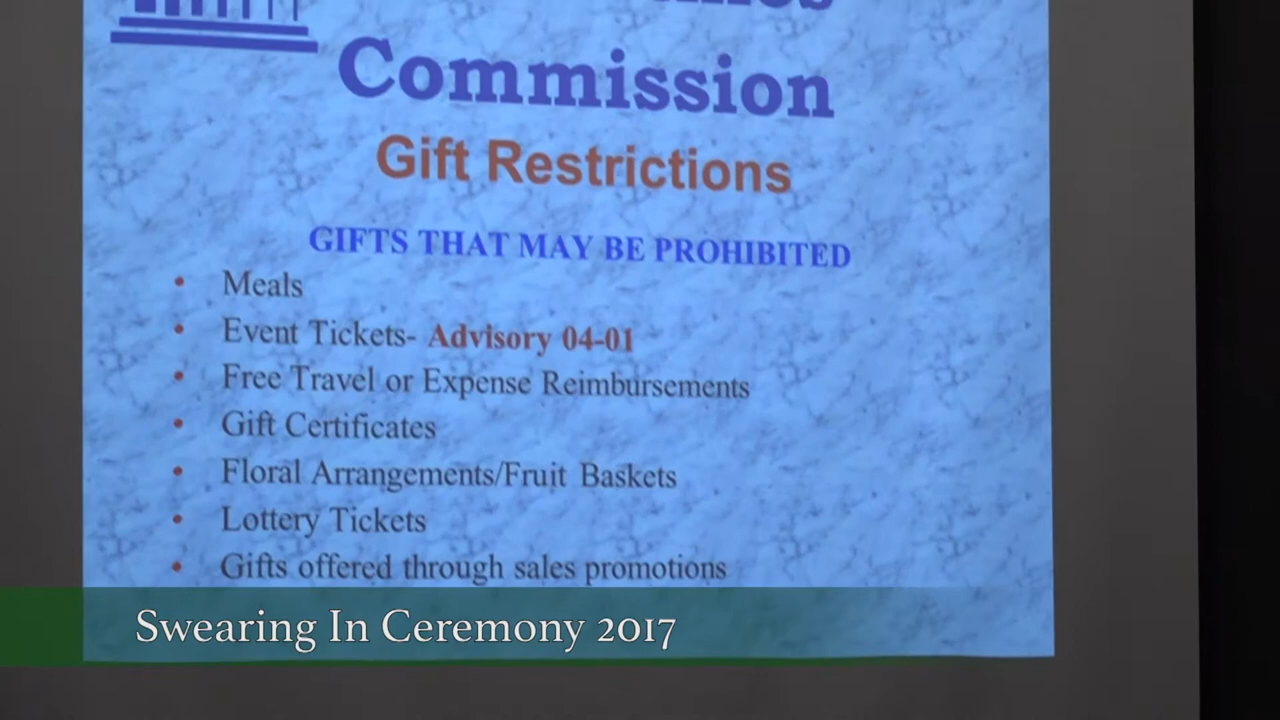 Commission
Gift Restrictions
GIFTS THAT MAY BE PROHIBITED
• Meals
• Event Tickets- Advisory 04-01
• Free Travel or Expense Reimbursements
• Gift Certificates
• Floral Arrangements/Fruit Baskets
• Lottery Tickets
• Gifts offered through sales promotions
Swearing In Ceremony 2017